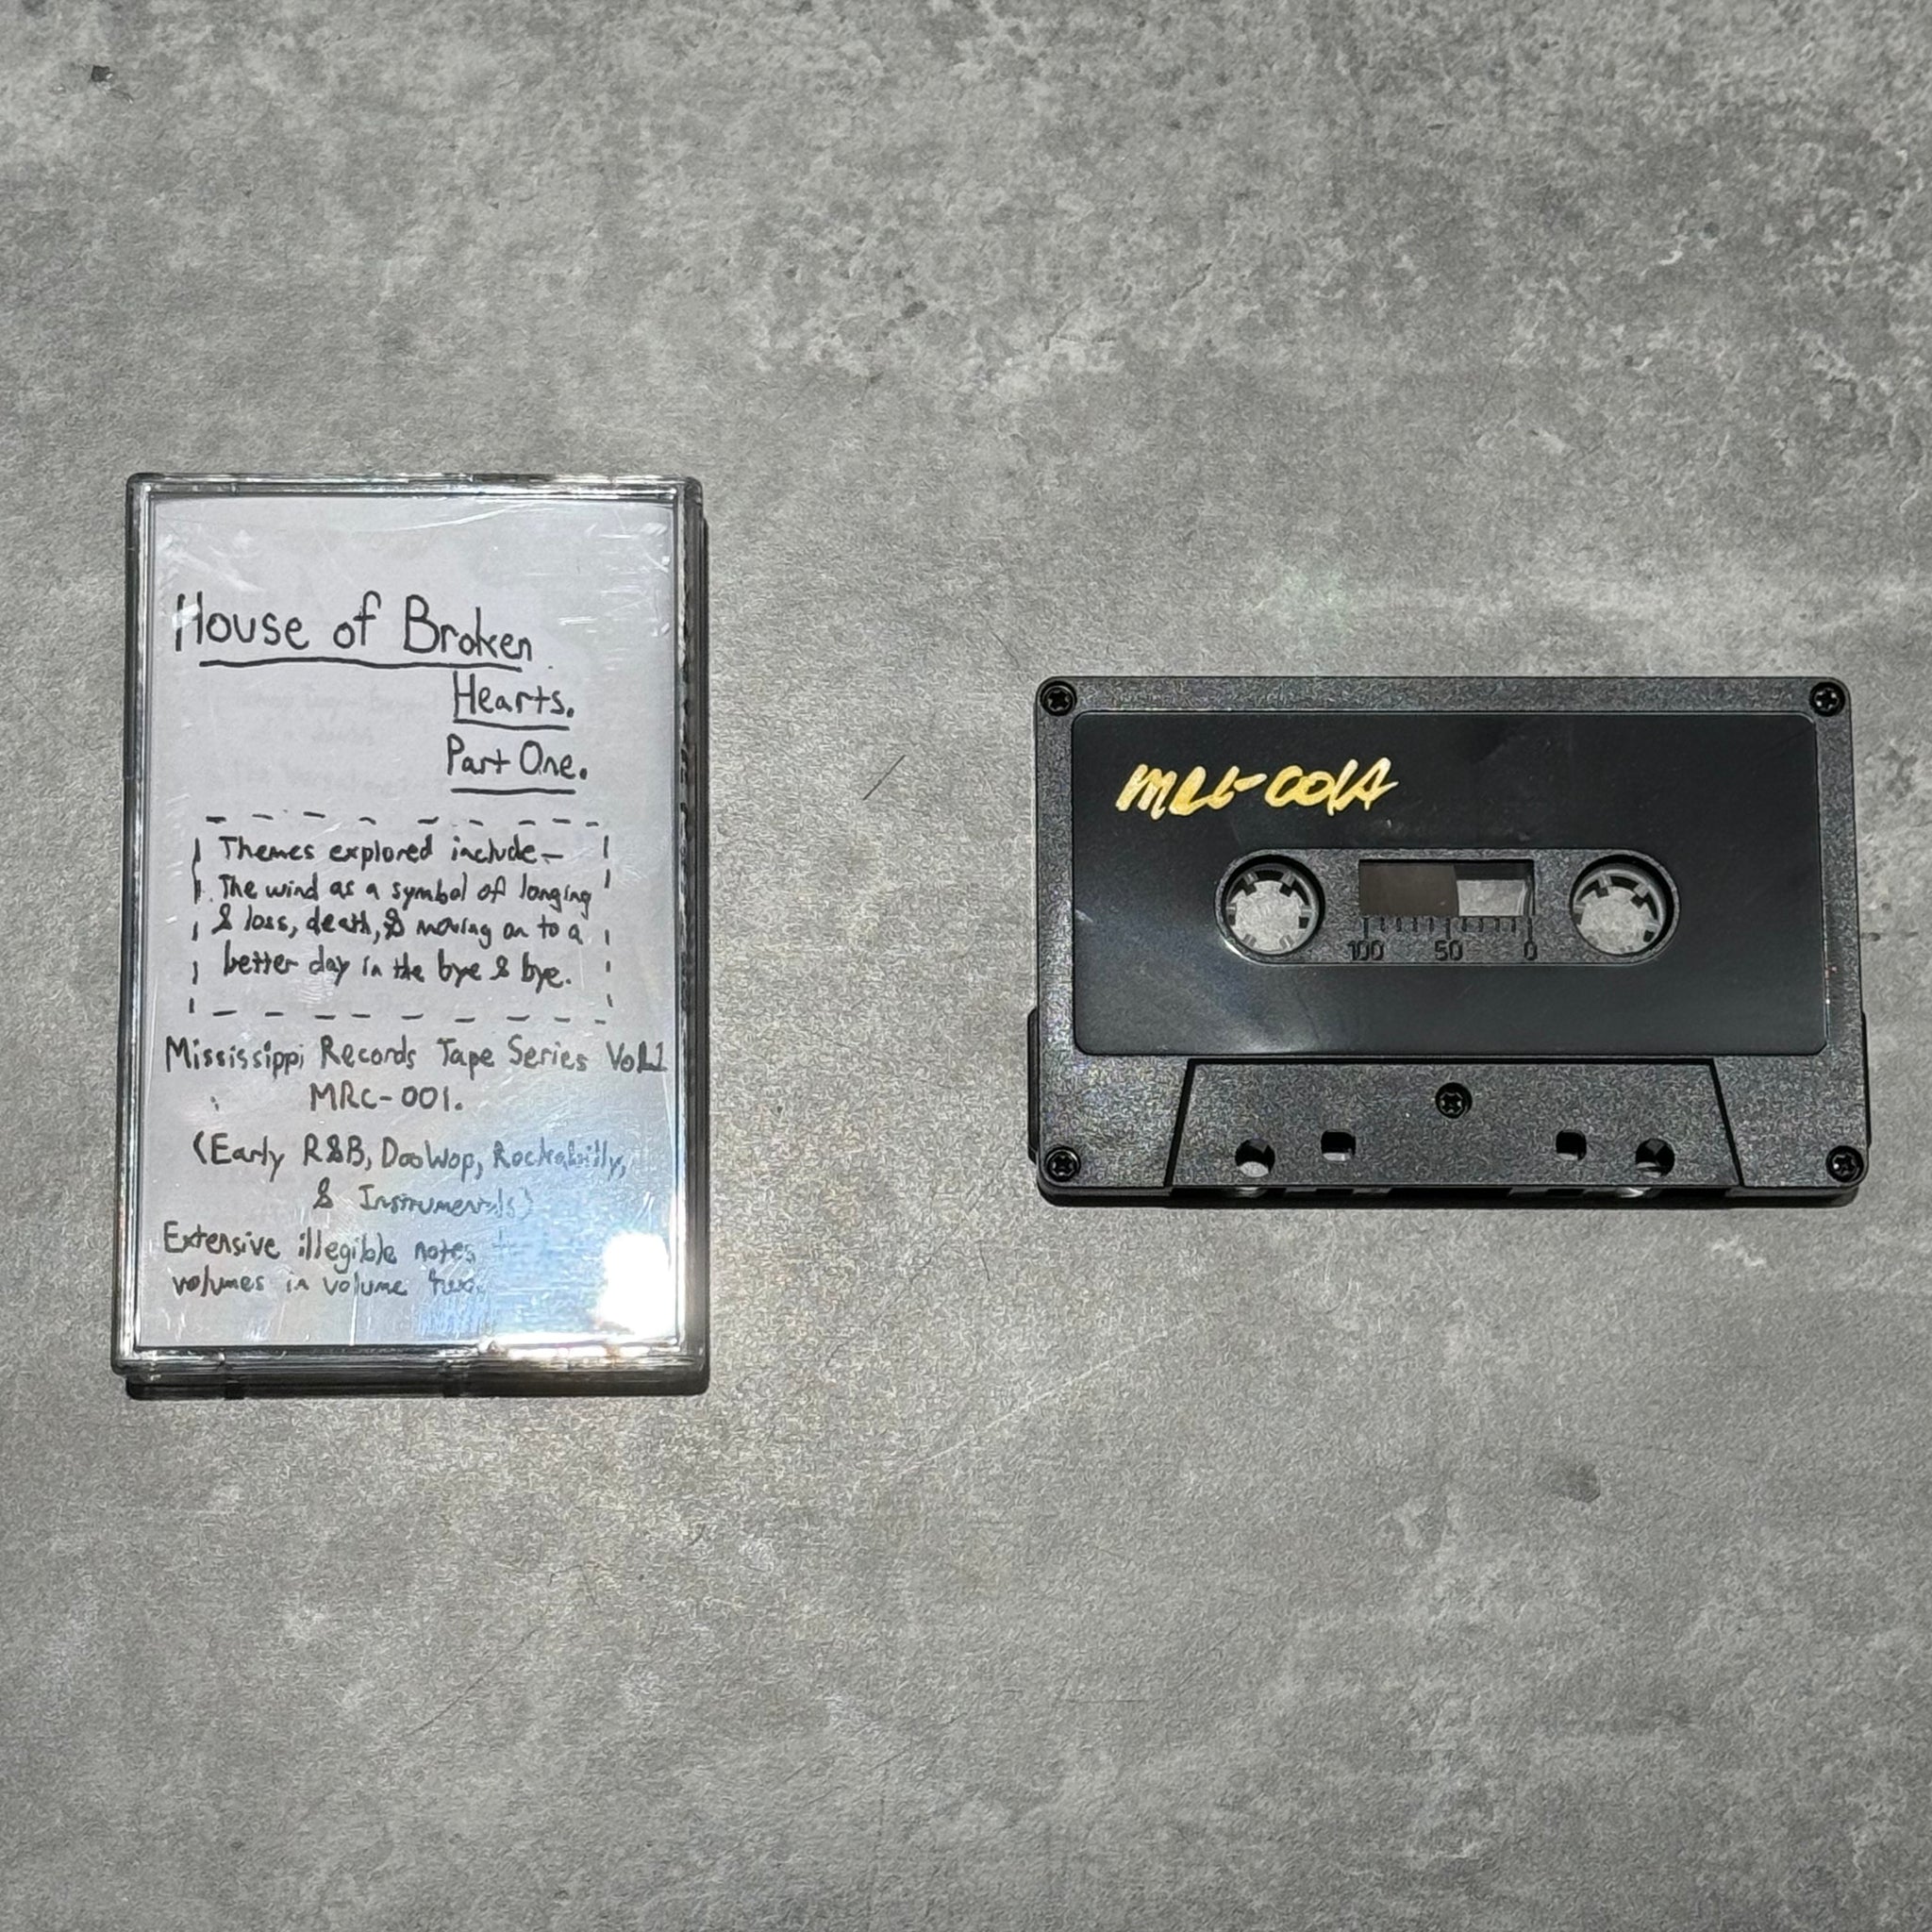 House of Broken
Hearts.
Part One.
Themes explored include-
The wind as a symbol of longing
& loss, death, & moving on to a
better day in the bye & bye.
Mississippi Records Tape Series Vol.1
MRC-001.
(Early R&B, DooWop, Rockabilly,
& Instrumentals)
Extensive illegible notes
volumes in volume two.
MRC-001A
100 50 0